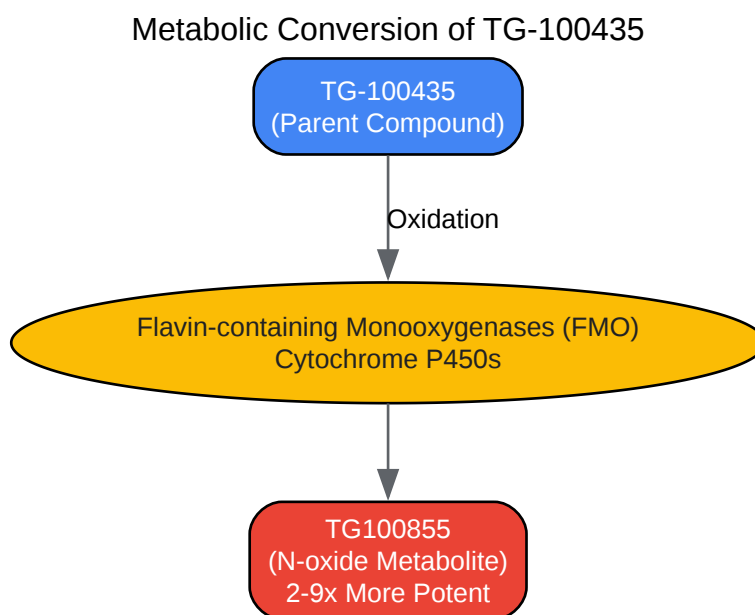 Metabolic Conversion of TG-100435
TG-100435
(Parent Compound)
Oxidation
Flavin-containing Monooxygenases (FMO)
Cytochrome P450s
TG100855
(N-oxide Metabolite)
2-9x More Potent